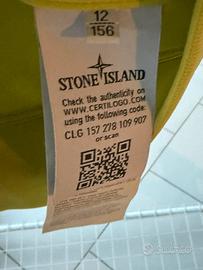 12
156
STONE ISLAND
Check the authenticity on
WWW.CERTILOGO.COM
using the following code:
CLG 157 278 109 907
or scan
subito